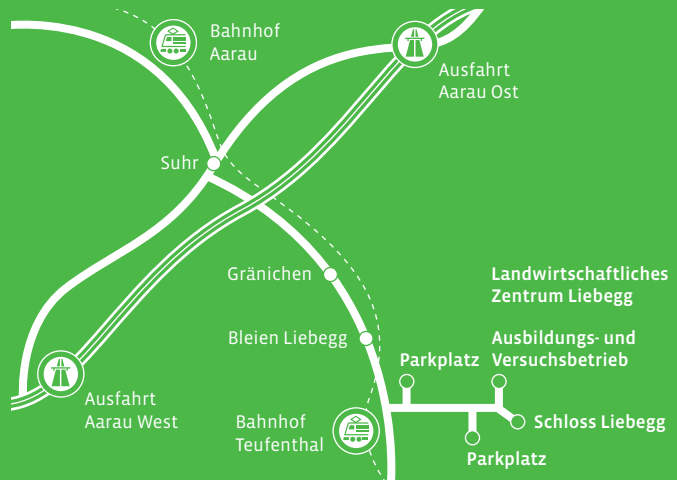 Bahnhof
Aarau
Ausfahrt
Aarau Ost
Suhr
Gränichen
Landwirtschaftliches
Zentrum Liebegg
Bleien Liebegg
Ausbildungs- und
Versuchsbetrieb
Parkplatz
Ausfahrt
Aarau West
Bahnhof
Teufenthal
Schloss Liebegg
Parkplatz